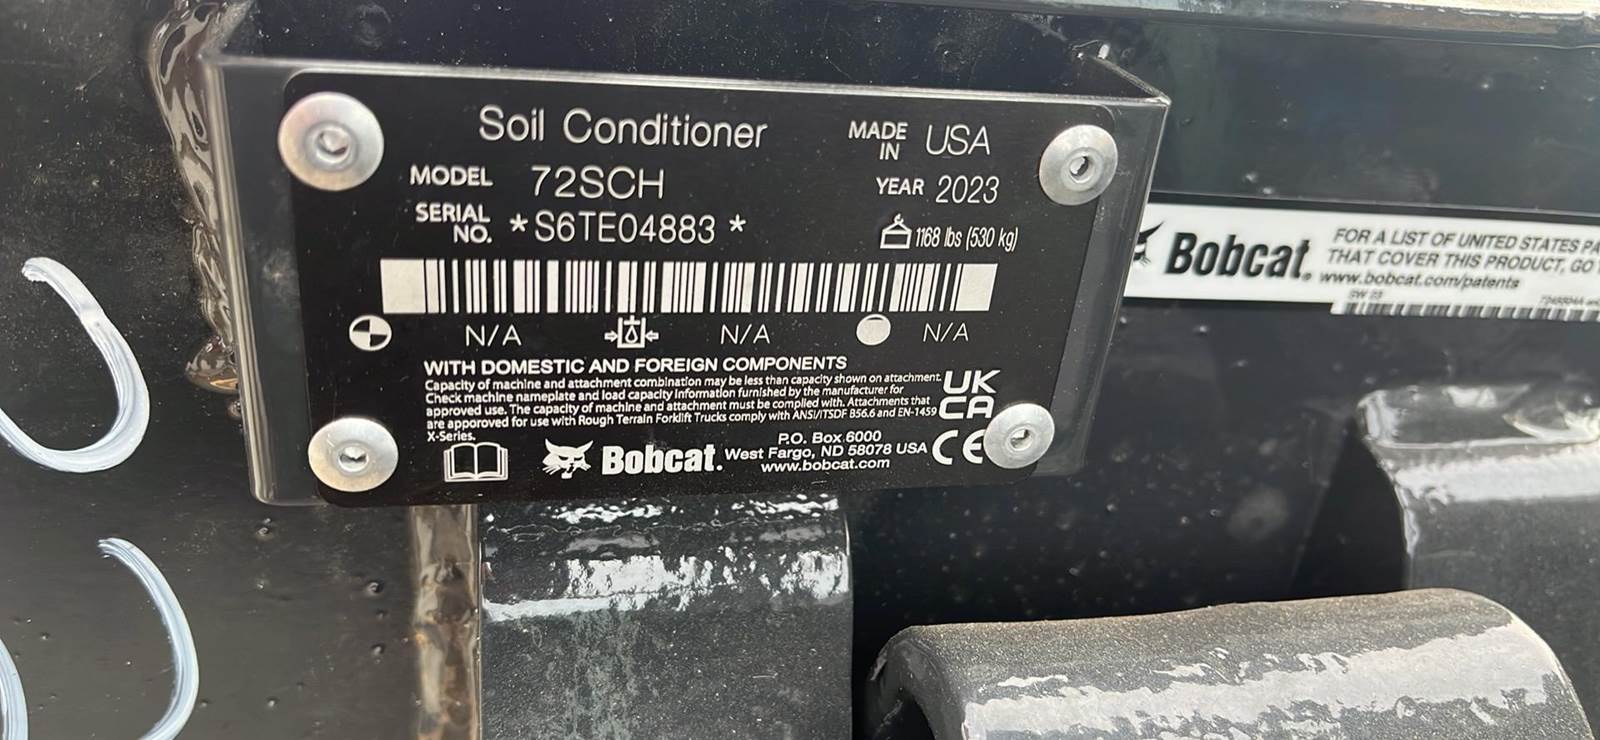 Soil Conditioner
MADE IN USA
MODEL 72SCH
YEAR 2023
SERIAL NO. *S6TE04883 *
1168 lbs (530 kg)
N/A N/A N/A
WITH DOMESTIC AND FOREIGN COMPONENTS
Capacity of machine and attachment combination may be less than capacity shown on attachment.
Check machine nameplate and load capacity information furnished by the manufacturer for
approved use. The capacity of machine and attachment must be complied with. Attachments that
are apporoved for use with Rough Terrain Forklift Trucks comply with ANSI/ITSDF B56.6 and EN-1459
X-Series.
UK
CA
CE
Bobcat.
P.O. Box 6000
West Fargo, ND 58078 USA
www.bobcat.com
Bobcat
FOR A LIST OF UNITED STATES PA
THAT COVER THIS PRODUCT, GO
www.bobcat.com/patents